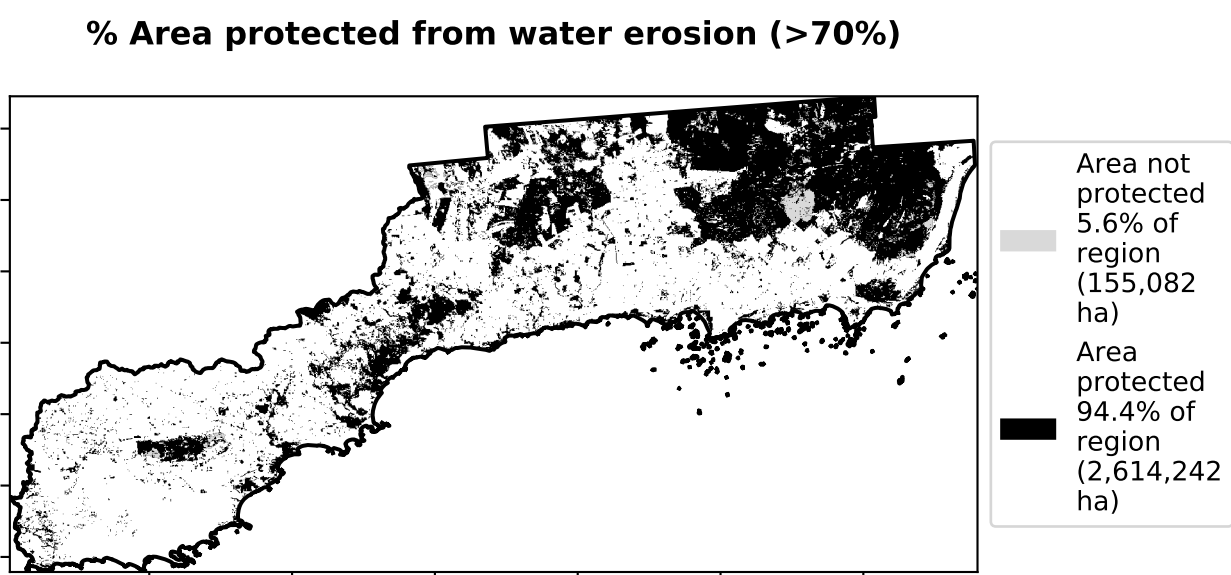 % Area protected from water erosion (>70%)
Area not
protected
5.6% of
region
(155,082
ha)
Area
protected
94.4% of
region
(2,614,242
ha)